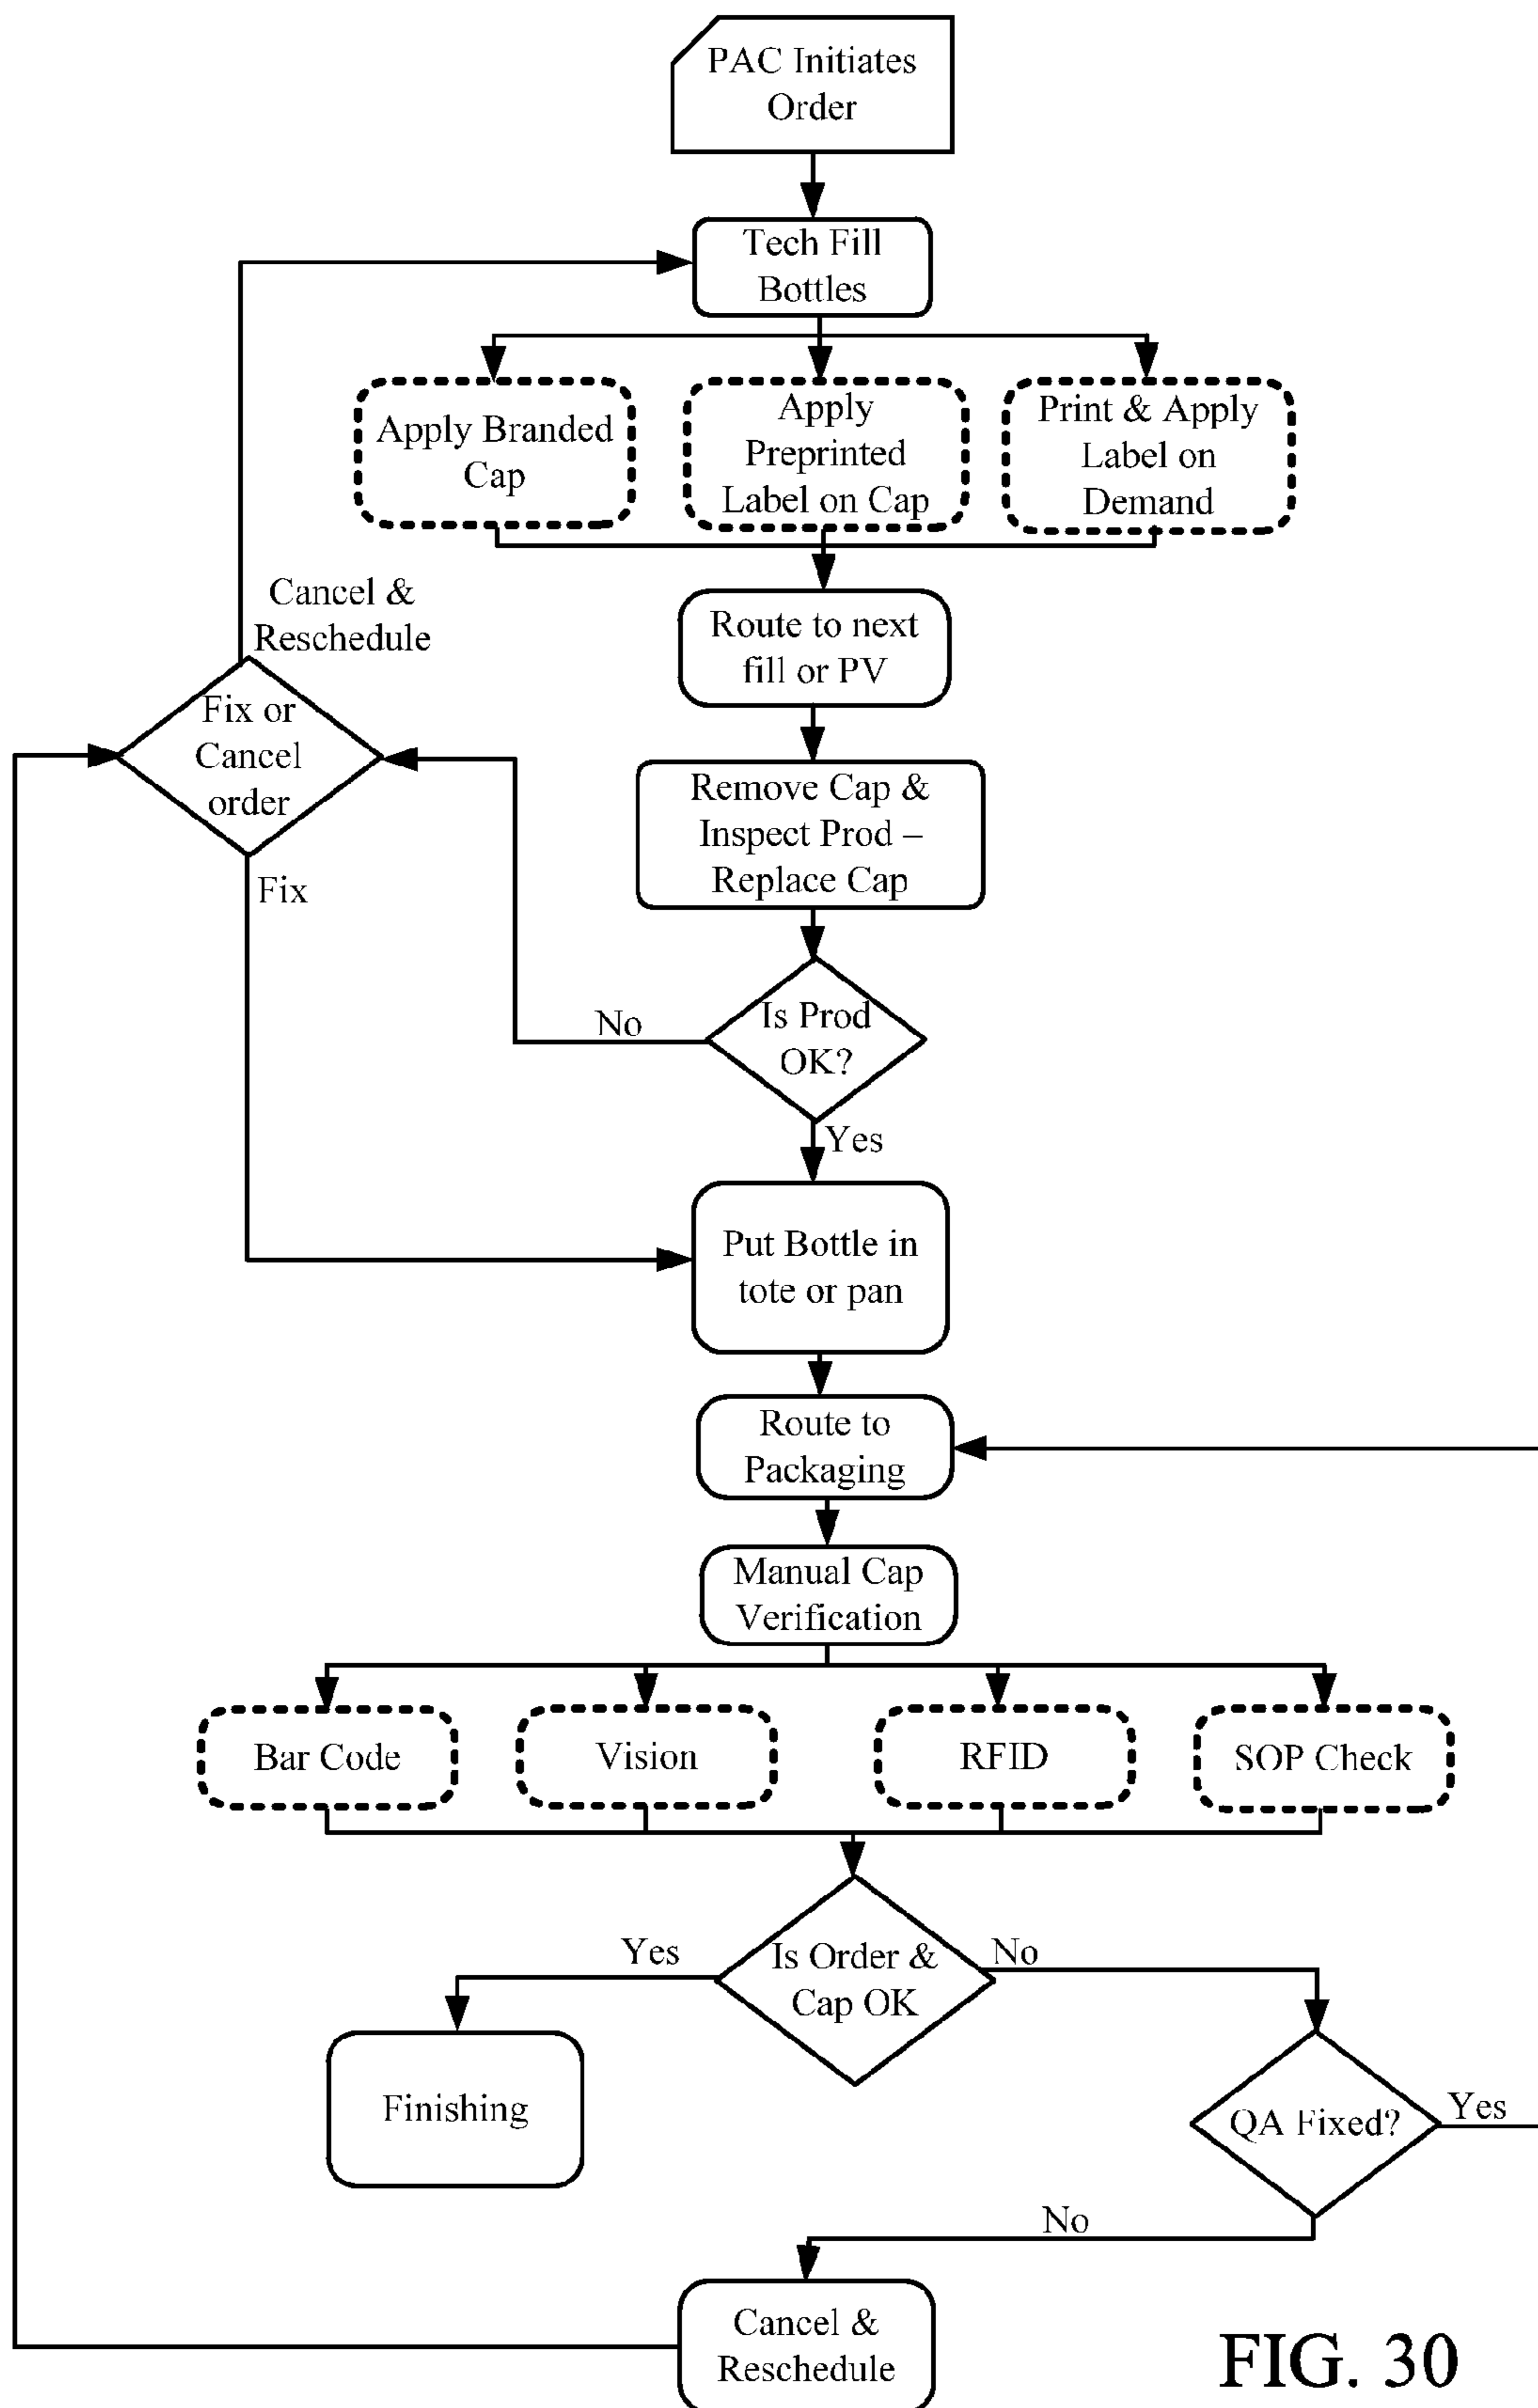 PAC Initiates
Order
Tech Fill
Bottles
Apply Branded
Cap
Apply
Preprinted
Label on Cap
Print & Apply
Label on
Demand
Cancel &
Reschedule
Route to next
fill or PV
Fix or
Cancel
order
Remove Cap &
Inspect Prod –
Replace Cap
Fix
No
Is Prod
OK?
Yes
Put Bottle in
tote or pan
Route to
Packaging
Manual Cap
Verification
Bar Code
Vision
RFID
SOP Check
Yes
Is Order &
Cap OK
No
Finishing
QA Fixed?
Yes
No
Cancel &
Reschedule
FIG. 30